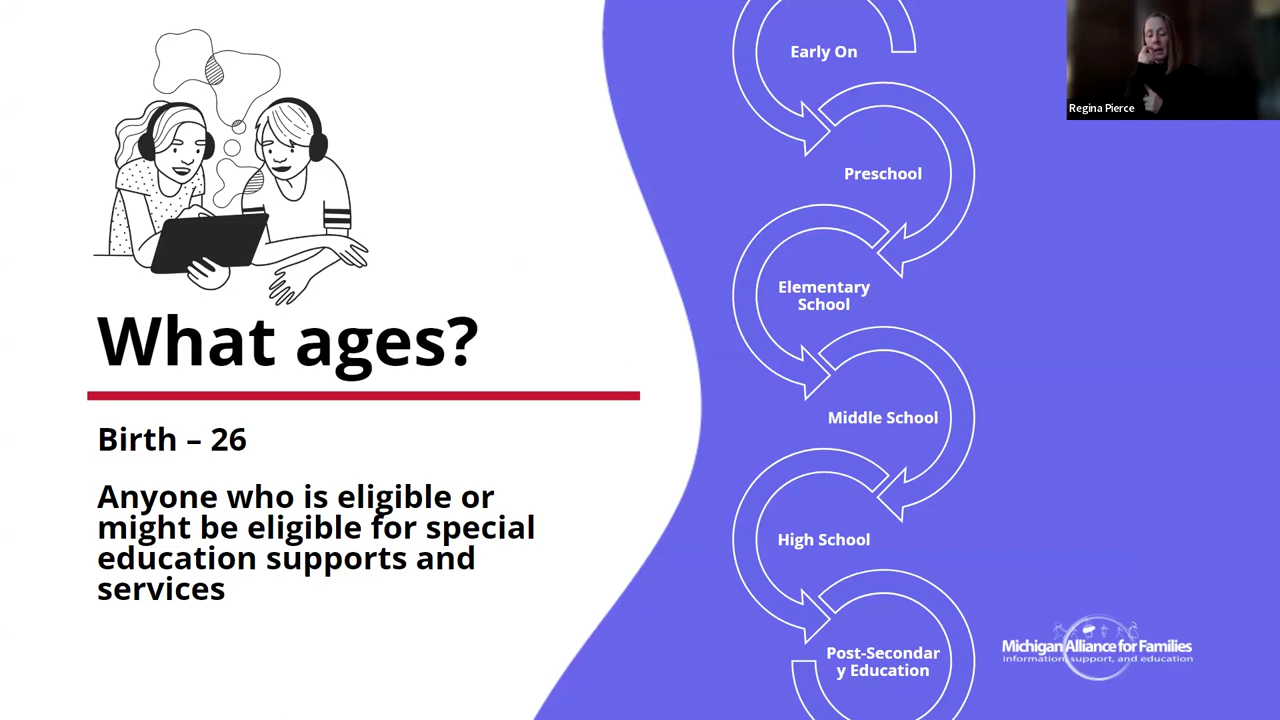 What ages?
Birth – 26
Anyone who is eligible or
might be eligible for special
education supports and
services
Early On
Preschool
Elementary
School
Middle School
High School
Post-Secondar
y Education
Regina Pierce
Michigan Alliance for Families
information, support, and education